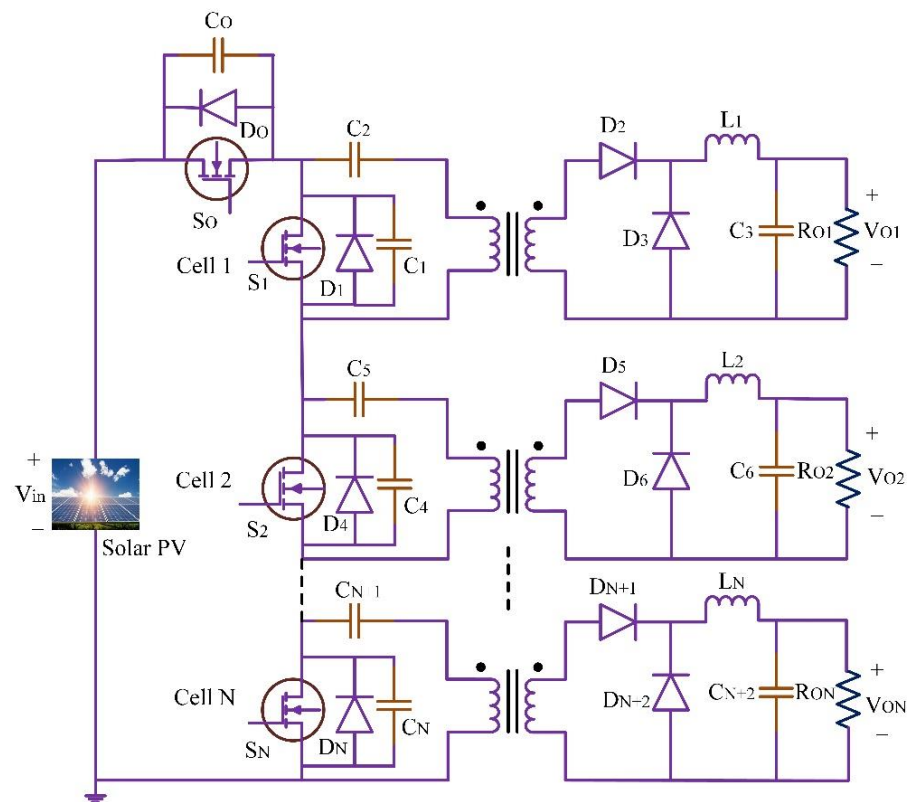 CO
DO
SO
C2
D2
L1
Cell 1
S1
D1
C1
D3
C3
RO1
+
VO1
–
C5
D5
L2
Cell 2
S2
D4
C4
D6
C6
RO2
+
VO2
–
+
Vin
–
Solar PV
CN-1
DN+1
LN
Cell N
SN
DN
CN
DN+2
CN+2
RON
+
VON
–